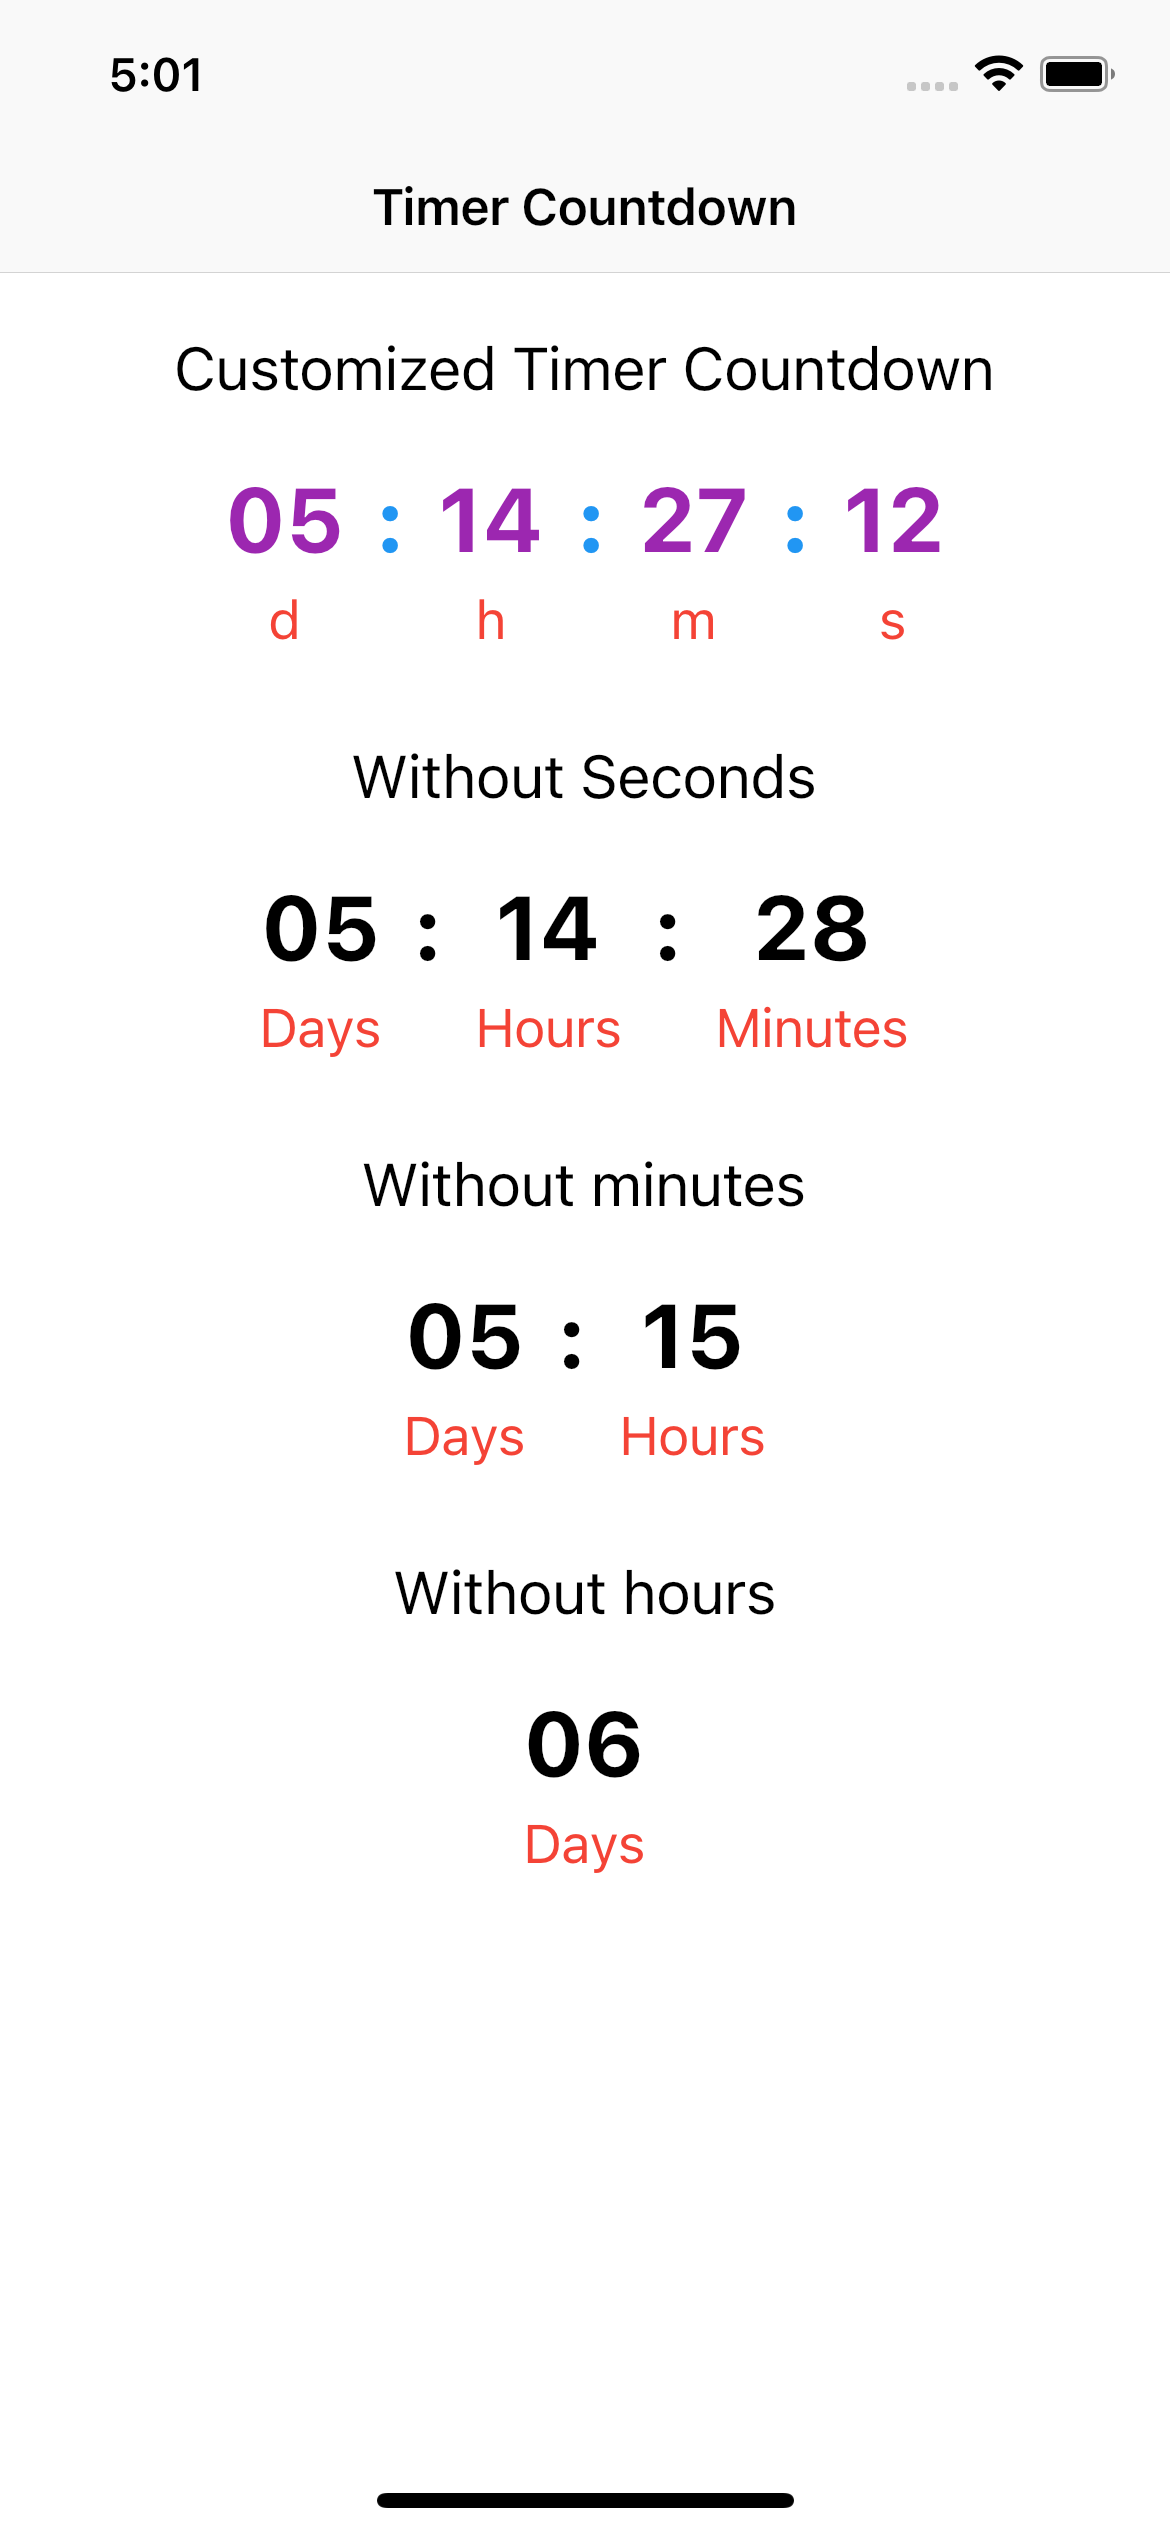 5:01
Timer Countdown
Customized Timer Countdown
05 : 14 : 27 : 12
d h m s
Without Seconds
05 : 14 : 28
Days Hours Minutes
Without minutes
05 : 15
Days Hours
Without hours
06
Days